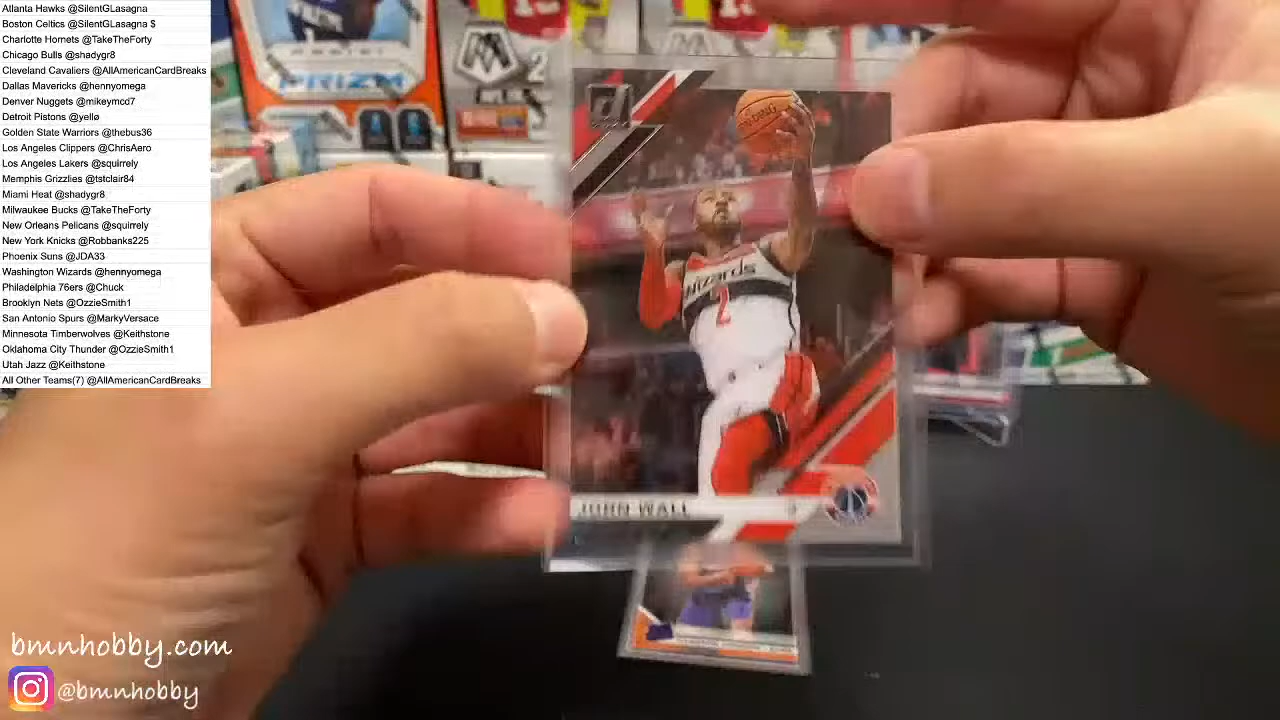 Atlanta Hawks @SilentGLasagna
Boston Celtics @SilentGLasagna $
Charlotte Hornets @TakeTheForty
Chicago Bulls @shadygr8
Cleveland Cavaliers @AllAmericanCardBreaks
Dallas Mavericks @hennyomega
Denver Nuggets @mikeymcd7
Detroit Pistons @yellø
Golden State Warriors @thebus36
Los Angeles Clippers @ChrisAero
Los Angeles Lakers @squirrely
Memphis Grizzlies @tstclair84
Miami Heat @shadygr8
Milwaukee Bucks @TakeTheForty
New Orleans Pelicans @squirrely
New York Knicks @Robbanks225
Phoenix Suns @JDA33
Washington Wizards @hennyomega
Philadelphia 76ers @Chuck
Brooklyn Nets @OzzieSmith1
San Antonio Spurs @MarkyVersace
Minnesota Timberwolves @Keithstone
Oklahoma City Thunder @OzzieSmith1
Utah Jazz @Keithstone
All Other Teams(7) @AllAmericanCardBreaks
PRIZM
Wizards
2
JOHN WALL
bmnhobby.com
@bmnhobby